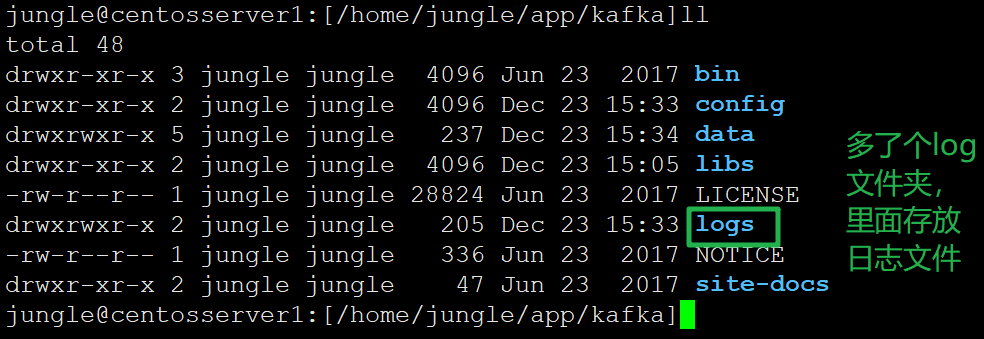 jungle@centosserver1:[/home/jungle/app/kafka]ll
total 48
drwxr-xr-x 3 jungle jungle  4096 Jun 23  2017 bin
drwxr-xr-x 2 jungle jungle  4096 Dec 23 15:33 config
drwxrwxr-x 5 jungle jungle   237 Dec 23 15:34 data
drwxr-xr-x 2 jungle jungle  4096 Dec 23 15:05 libs
-rw-r--r-- 1 jungle jungle 28824 Jun 23  2017 LICENSE
drwxrwxr-x 2 jungle jungle   205 Dec 23 15:33 logs
-rw-r--r-- 1 jungle jungle   336 Jun 23  2017 NOTICE
drwxr-xr-x 2 jungle jungle    47 Jun 23  2017 site-docs
jungle@centosserver1:[/home/jungle/app/kafka]
多了个log
文件夹，
里面存放
日志文件